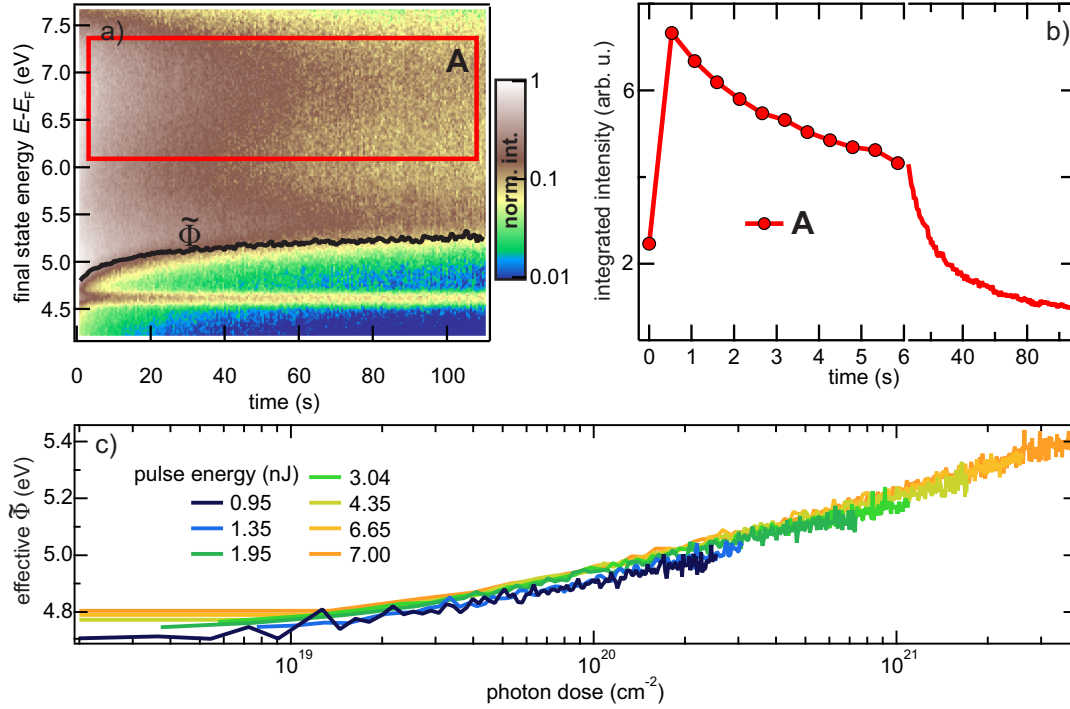 a)
A
Φ̃
7.5
7.0
6.5
6.0
5.5
5.0
4.5
final state energy E-E_F (eV)
0 20 40 60 80 100
time (s)
1
0.1
0.01
norm. int.
b)
6
4
2
integrated intensity (arb. u.)
A
0 1 2 3 4 5 6 40 80
time (s) time (s)
c)
5.4
5.2
5.0
4.8
effective Φ̃ (eV)
pulse energy (nJ)
0.95
1.35
1.95
3.04
4.35
6.65
7.00
10^19 10^20 10^21
photon dose (cm^-2)